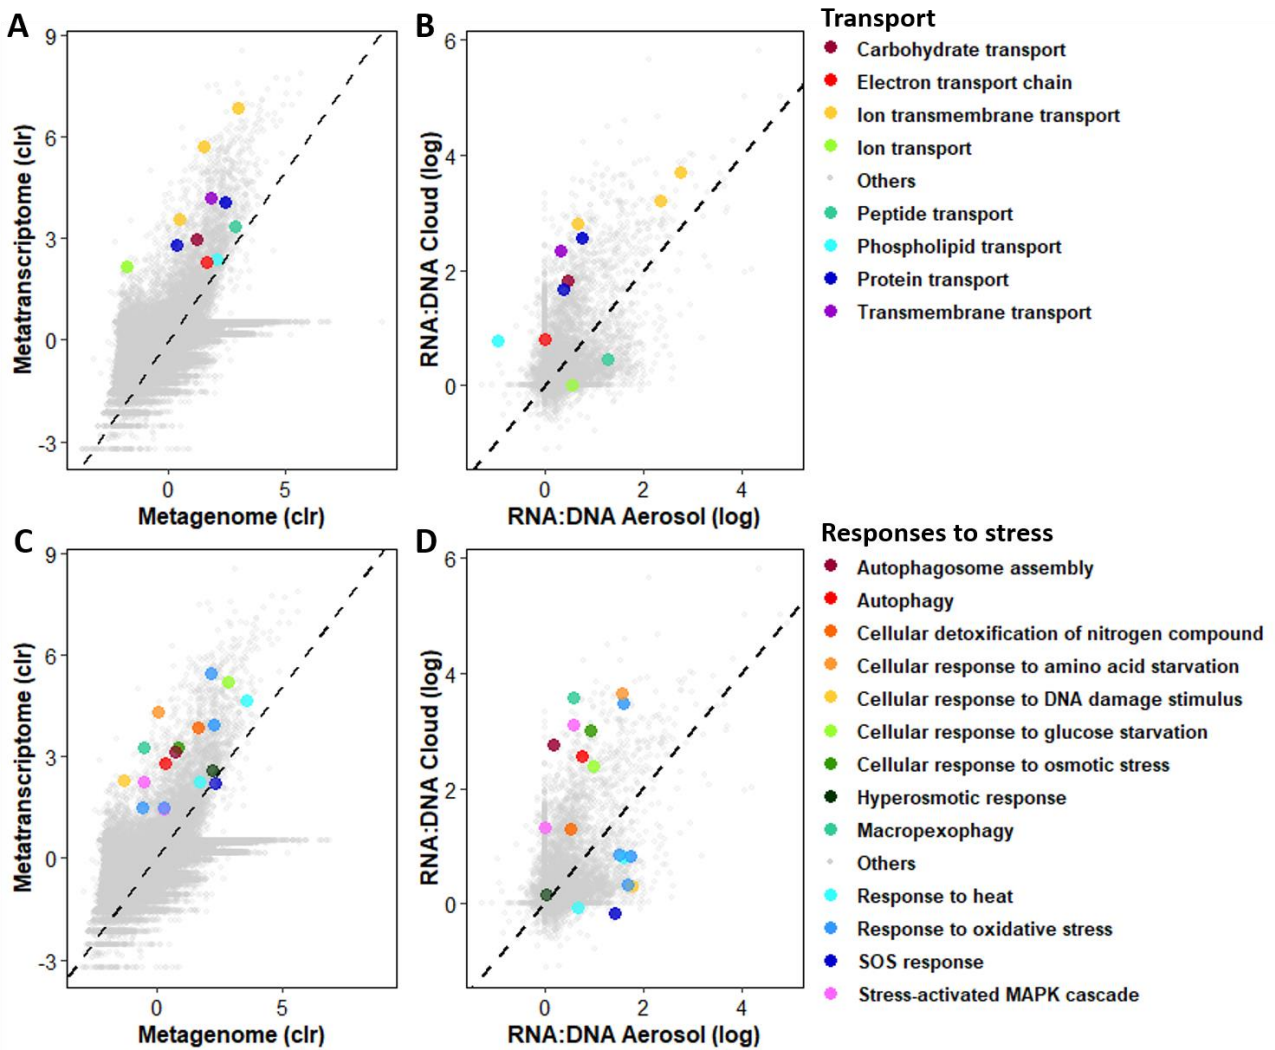 A
9
6
3
0
-3
0
5
Metatranscriptome (clr)
Metagenome (clr)
B
6
4
2
0
0
2
4
RNA:DNA Cloud (log)
RNA:DNA Aerosol (log)
Transport
Carbohydrate transport
Electron transport chain
Ion transmembrane transport
Ion transport
Others
Peptide transport
Phospholipid transport
Protein transport
Transmembrane transport
C
9
6
3
0
-3
0
5
Metatranscriptome (clr)
Metagenome (clr)
D
6
4
2
0
0
2
4
RNA:DNA Cloud (log)
RNA:DNA Aerosol (log)
Responses to stress
Autophagosome assembly
Autophagy
Cellular detoxification of nitrogen compound
Cellular response to amino acid starvation
Cellular response to DNA damage stimulus
Cellular response to glucose starvation
Cellular response to osmotic stress
Hyperosmotic response
Macropexophagy
Others
Response to heat
Response to oxidative stress
SOS response
Stress-activated MAPK cascade